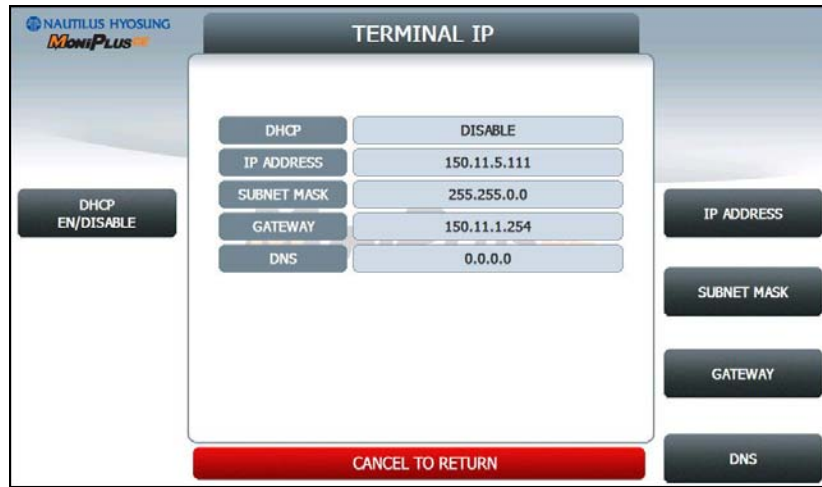 NAUTILUS HYOSUNG
MoniPlus
TERMINAL IP
DHCP DISABLE
IP ADDRESS 150.11.5.111
SUBNET MASK 255.255.0.0
GATEWAY 150.11.1.254
DNS 0.0.0.0
DHCP
EN/DISABLE
IP ADDRESS
SUBNET MASK
GATEWAY
DNS
CANCEL TO RETURN